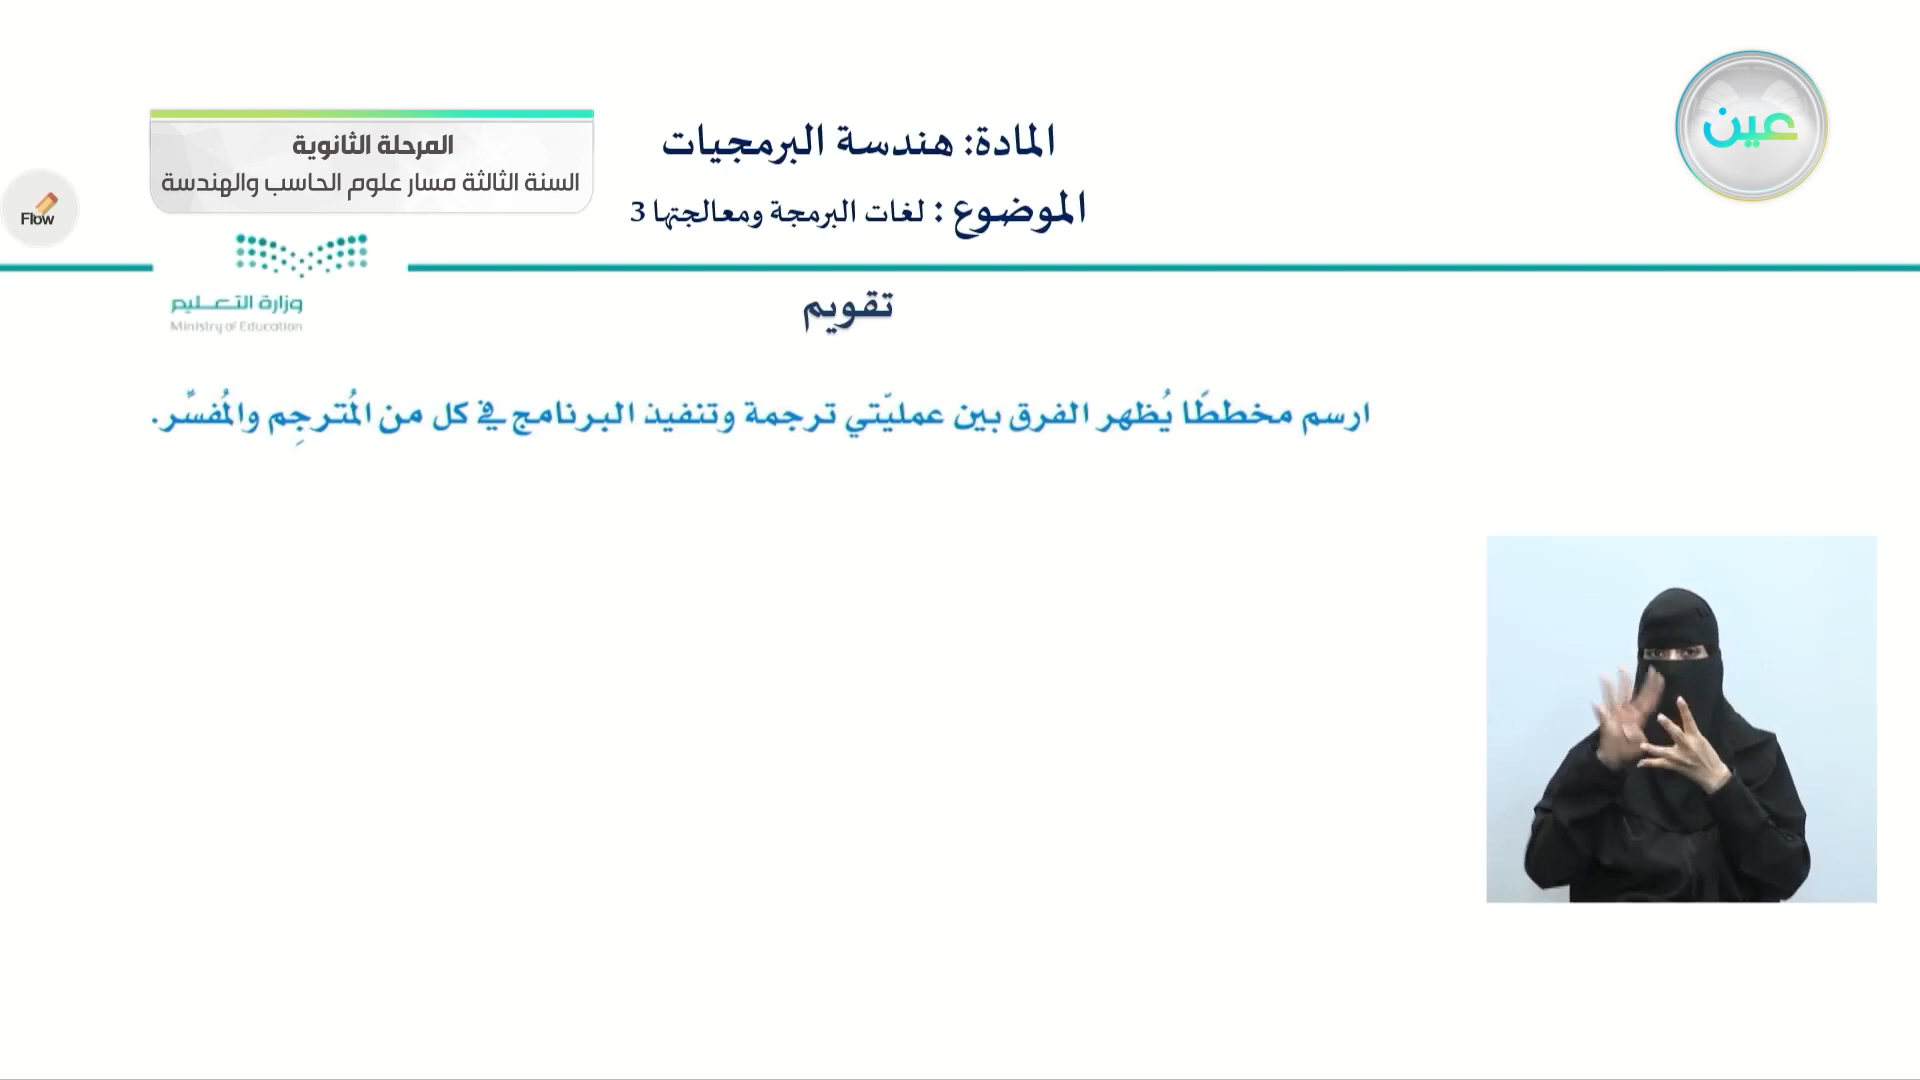 عين
المادة: هندسة البرمجيات
الموضوع : لغات البرمجة ومعالجتها 3
المرحلة الثانوية
السنة الثالثة مسار علوم الحاسب والهندسة
Flow
وزارة التعليم
Ministry of Education
تقويم
ارسم مخططًا يُظهر الفرق بين عمليّتي ترجمة وتنفيذ البرنامج في كل من المُترجِم والمُفسِّر.